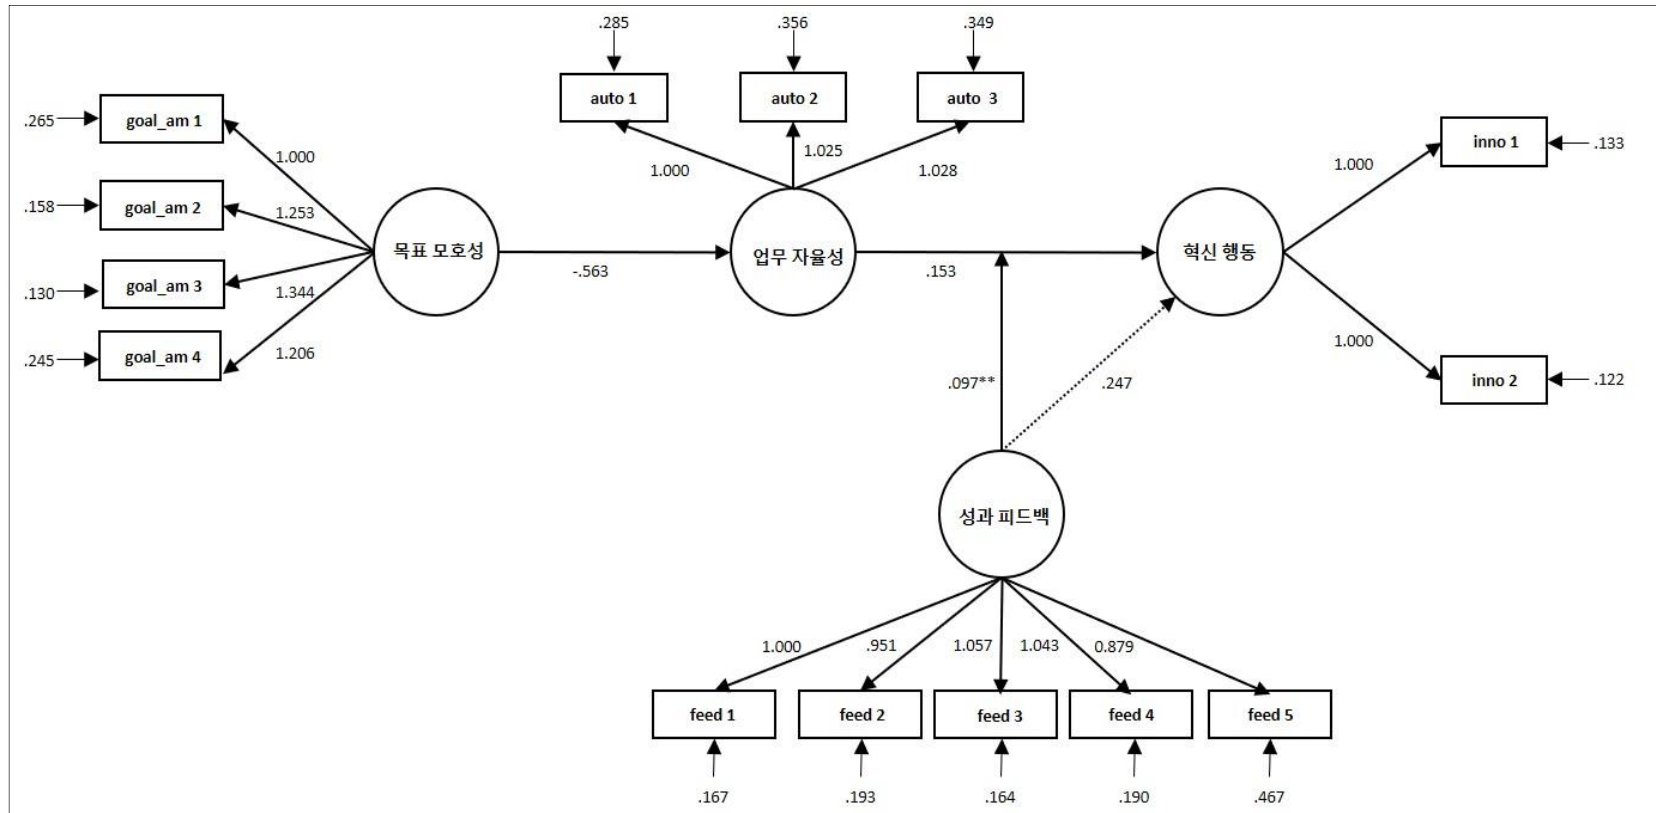 .285
.356
.349
auto 1
auto 2
auto 3
1.000
1.025
1.028
.265
goal_am 1
1.000
.158
goal_am 2
1.253
.130
goal_am 3
1.344
.245
goal_am 4
1.206
목표 모호성
-.563
업무 자율성
.153
혁신 행동
1.000
inno 1
.133
1.000
inno 2
.122
.097**
.247
성과 피드백
1.000
.951
1.057
1.043
0.879
feed 1
feed 2
feed 3
feed 4
feed 5
.167
.193
.164
.190
.467